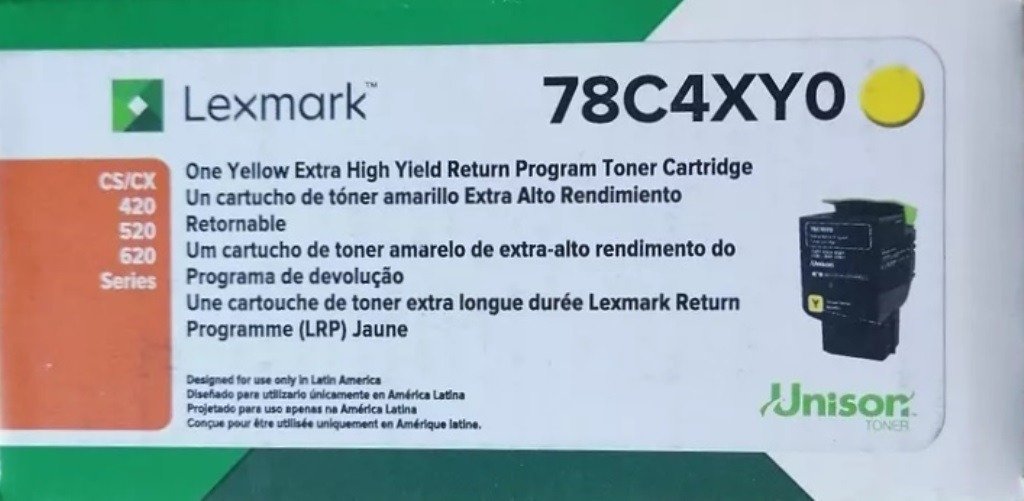 Lexmark™
78C4XY0
CS/CX
420
520
620
Series
One Yellow Extra High Yield Return Program Toner Cartridge
Un cartucho de tóner amarillo Extra Alto Rendimiento
Retornable
Um cartucho de toner amarelo de extra-alto rendimento do
Programa de devolução
Une cartouche de toner extra longue durée Lexmark Return
Programme (LRP) Jaune
Designed for use only in Latin America
Diseñado para utilizarlo únicamente en América Latina
Projetado para uso apenas na América Latina
Conçue pour être utilisée uniquement en Amérique latine.
78C4XY0
Unison
Y
Unison™
TONER